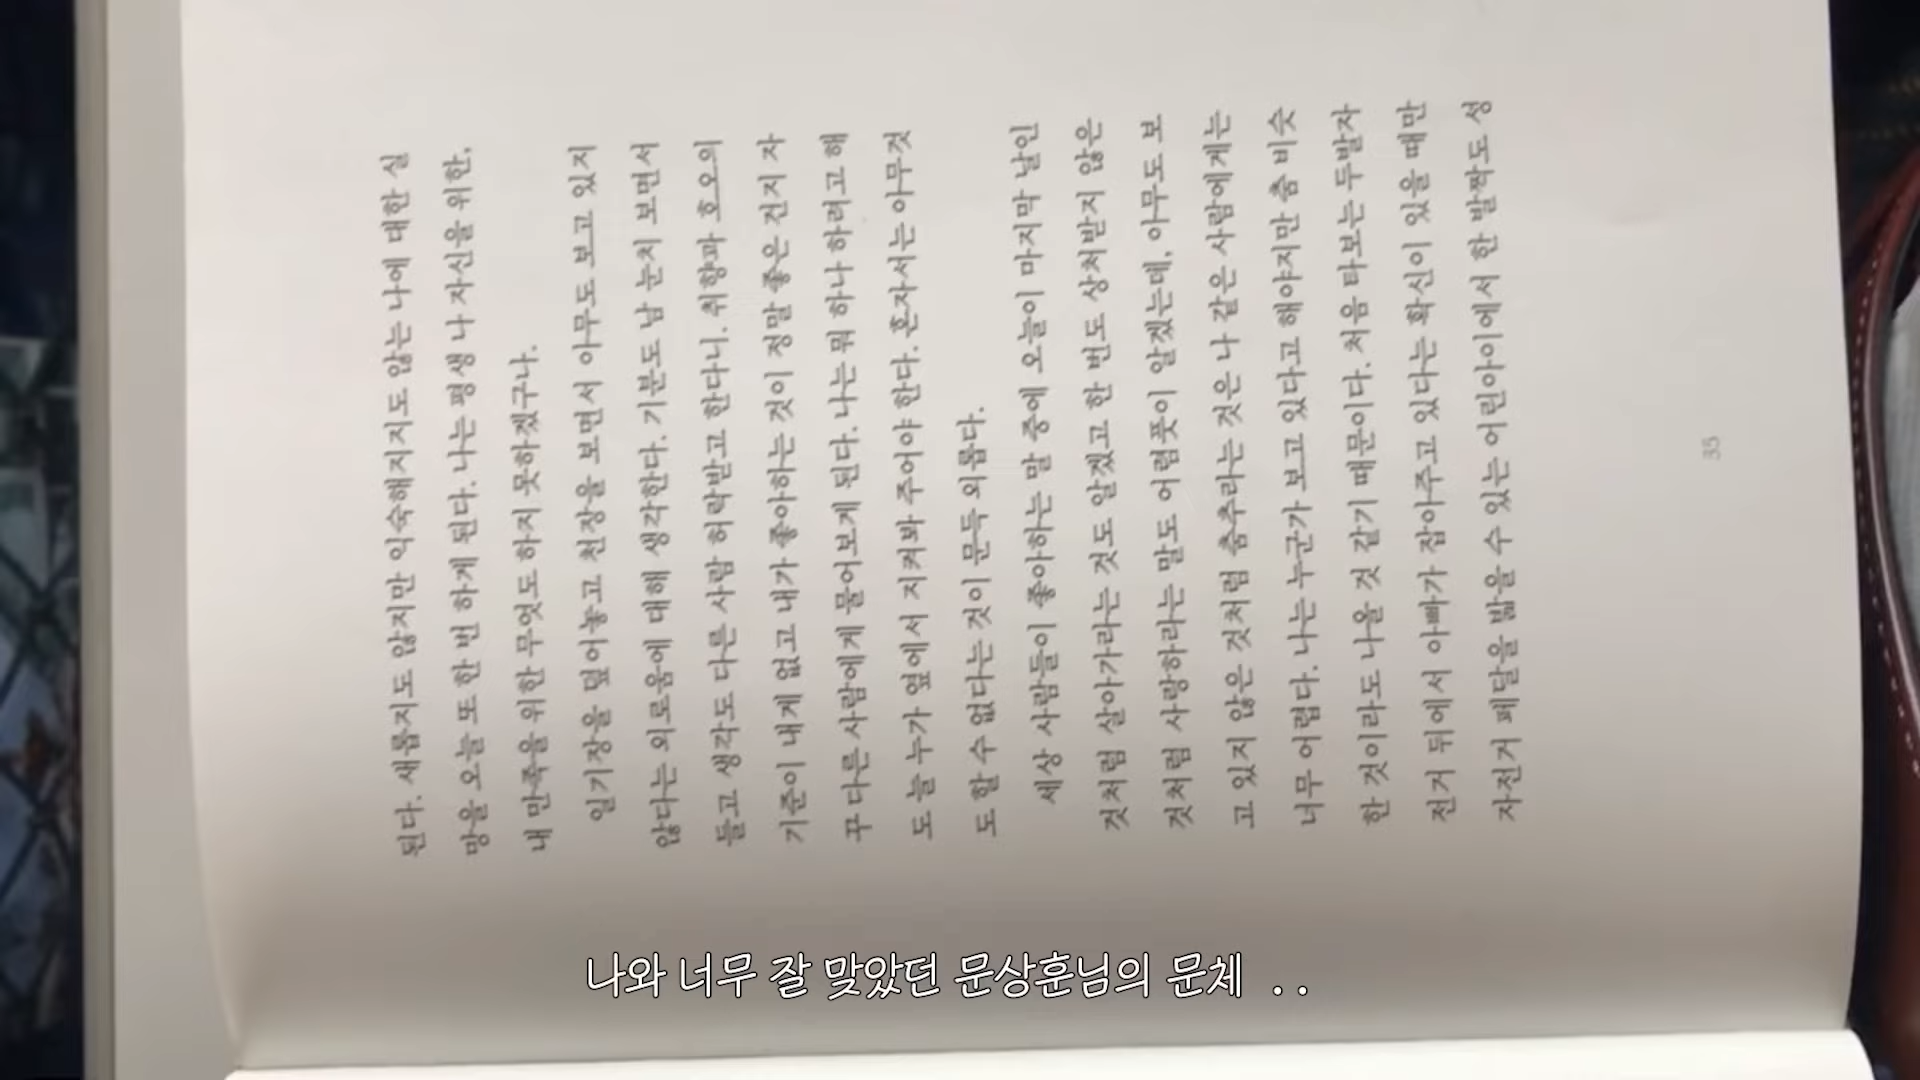 된다. 새롭지도 않지만 익숙해지지도 않는 나에 대한 실
망을 오늘 또 한 번 하게 된다. 나는 평생 나 자신을 위한,
내 만족을 위한 무엇도 하지 못하겠구나.
일기장을 덮어놓고 천장을 보면서 아무도 보고 있지
않다는 외로움에 대해 생각한다. 기분도 남 눈치 보면서
들고 생각도 다른 사람 허락받고 한다니. 취향과 호오의
기준이 내게 없고 내가 좋아하는 것이 정말 좋은 건지 자
꾸 다른 사람에게 물어보게 된다. 나는 뭐 하나 하려고 해
도 늘 누가 옆에서 지켜봐 주어야 한다. 혼자서는 아무것
도 할 수 없다는 것이 문득 외롭다.
세상 사람들이 좋아하는 말 중에 오늘이 마지막 날인
것처럼 살아가라는 것도 알겠고 한 번도 상처받지 않은
것처럼 사랑하라는 말도 어렴풋이 알겠는데, 아무도 보
고 있지 않은 것처럼 춤추라는 것은 나 같은 사람에게는
너무 어렵다. 나는 누군가 보고 있다고 해야지만 춤 비슷
한 것이라도 나올 것 같기 때문이다. 처음 타보는 두발자
전거 뒤에서 아빠가 잡아주고 있다는 확신이 있을 때만
자전거 페달을 밟을 수 있는 어린아이에서 한 발짝도 성
35
나와 너무 잘 맞았던 문상훈님의 문체 . .